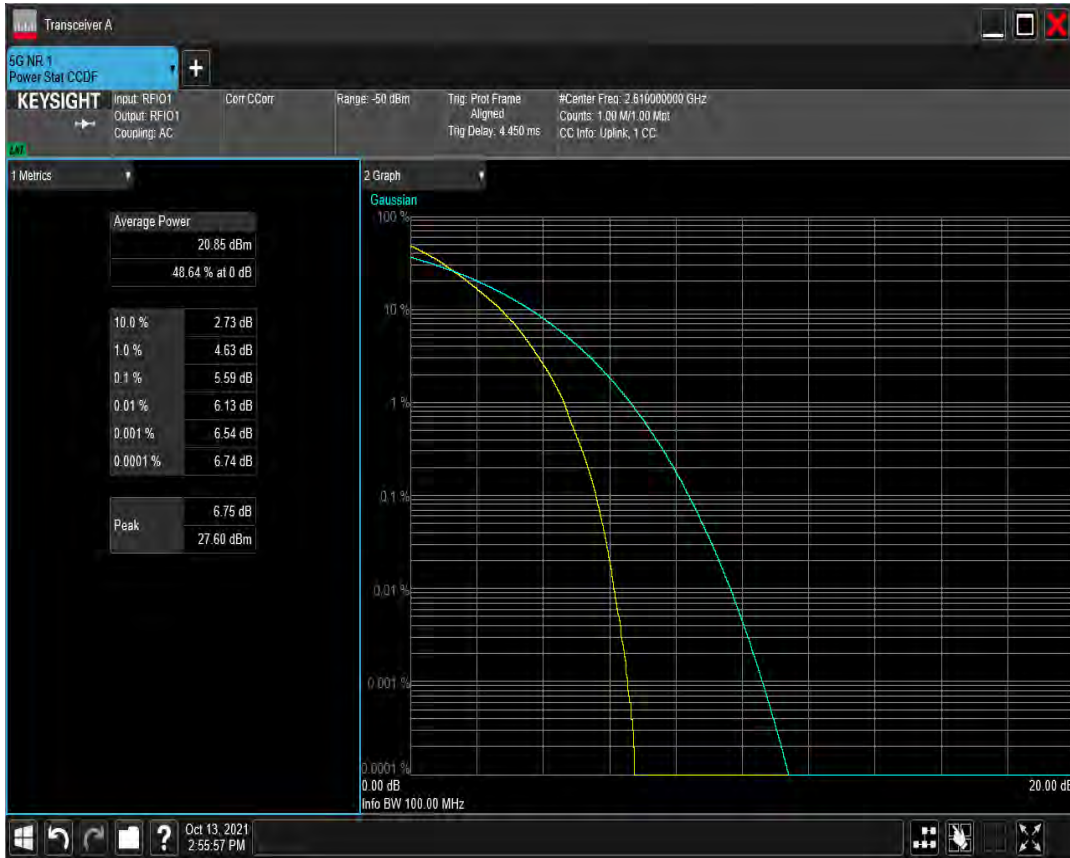 Transceiver A
5G NR 1
Power Stat CCDF
+
KEYSIGHT
Input: RFIO1
Output: RFIO1
Coupling: AC
Corr CCorr
Range: -50 dBm
Trig: Prot Frame
Aligned
Trig Delay: 4.450 ms
#Center Freq: 2.610000000 GHz
Counts: 1.00 M/1.00 Mpt
CC Info: Uplink, 1 CC
1 Metrics
Average Power
20.85 dBm
48.64 % at 0 dB
10.0 % 2.73 dB
1.0 % 4.63 dB
0.1 % 5.59 dB
0.01 % 6.13 dB
0.001 % 6.54 dB
0.0001 % 6.74 dB
Peak
6.75 dB
27.60 dBm
2 Graph
Gaussian
100 %
10 %
1 %
0.1 %
0.01 %
0.001 %
0.0001 %
0.00 dB
20.00 dB
Info BW 100.00 MHz
?
Oct 13, 2021
2:55:57 PM